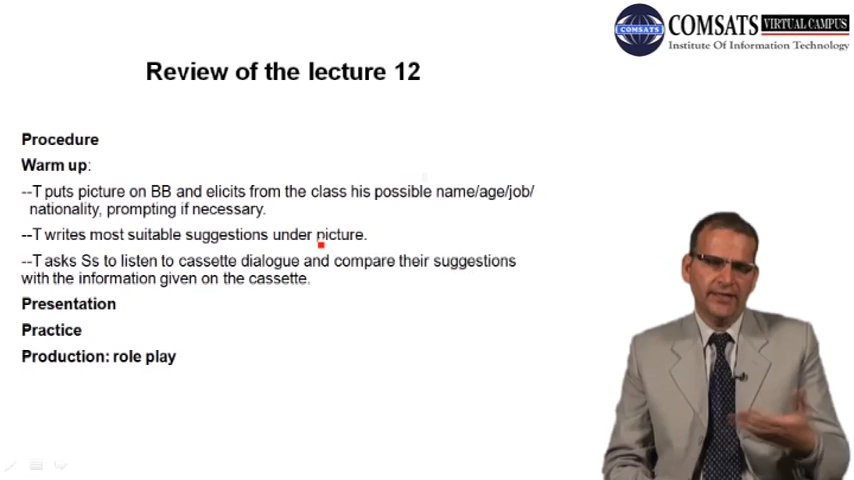 COMSATS VIRTUAL CAMPUS
COMSATS
Institute Of Information Technology
Review of the lecture 12
Procedure
Warm up:
--T puts picture on BB and elicits from the class his possible name/age/job/
nationality, prompting if necessary.
--T writes most suitable suggestions under picture.
--T asks Ss to listen to cassette dialogue and compare their suggestions
with the information given on the cassette.
Presentation
Practice
Production: role play